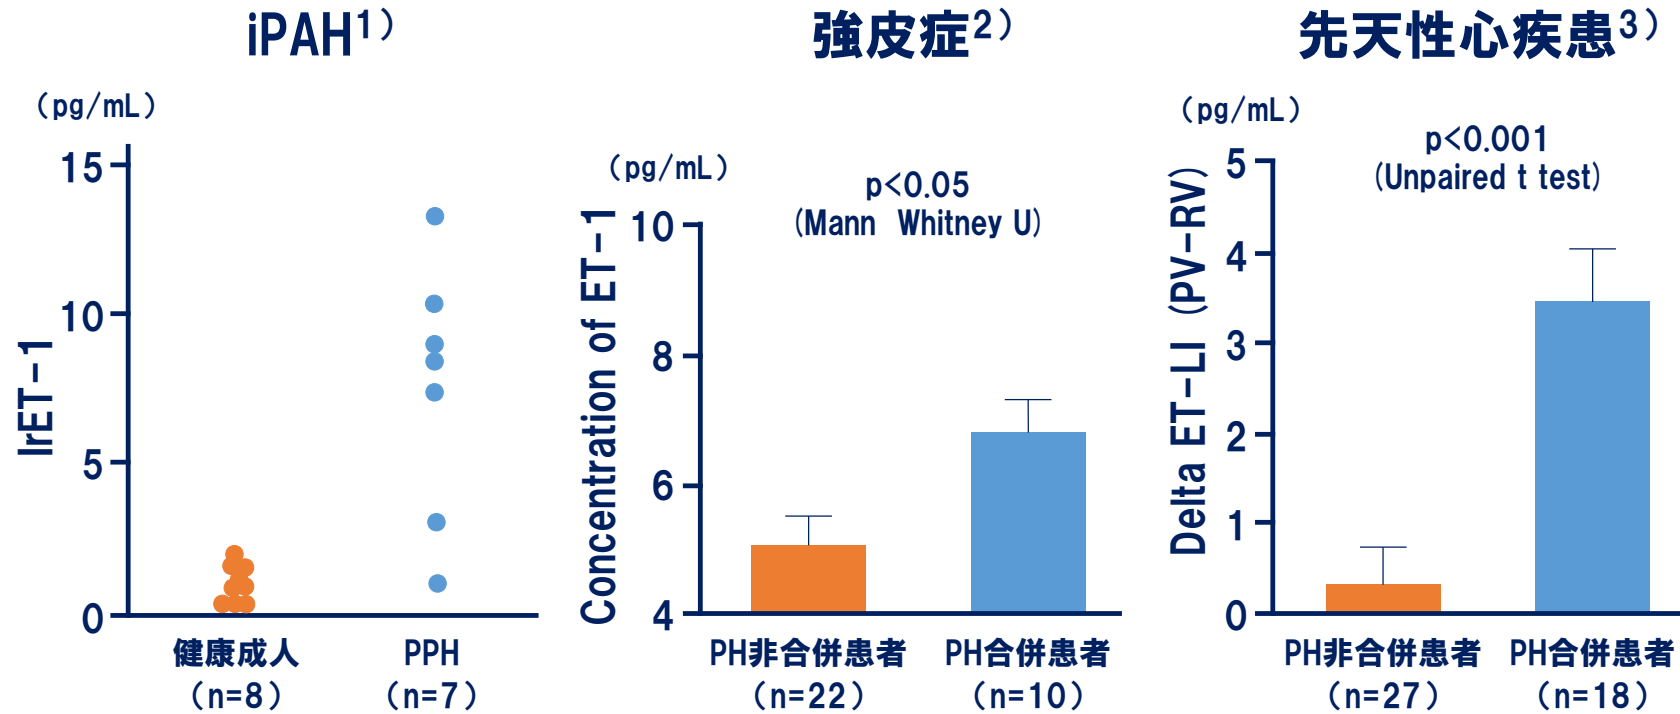 iPAH1)
(pg/mL)
IrET-1
15
10
5
0
健康成人
(n=8)
PPH
(n=7)
強皮症2)
(pg/mL)
p<0.05
(Mann Whitney U)
Concentration of ET-1
10
8
6
4
PH非合併患者
(n=22)
PH合併患者
(n=10)
先天性心疾患3)
(pg/mL)
p<0.001
(Unpaired t test)
Delta ET-LI (PV-RV)
5
4
3
2
1
0
PH非合併患者
(n=27)
PH合併患者
(n=18)